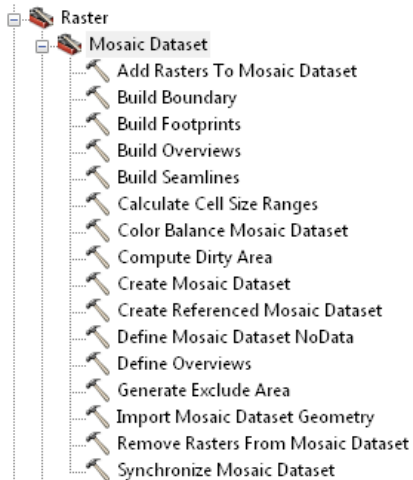 Raster
Mosaic Dataset
Add Rasters To Mosaic Dataset
Build Boundary
Build Footprints
Build Overviews
Build Seamlines
Calculate Cell Size Ranges
Color Balance Mosaic Dataset
Compute Dirty Area
Create Mosaic Dataset
Create Referenced Mosaic Dataset
Define Mosaic Dataset NoData
Define Overviews
Generate Exclude Area
Import Mosaic Dataset Geometry
Remove Rasters From Mosaic Dataset
Synchronize Mosaic Dataset